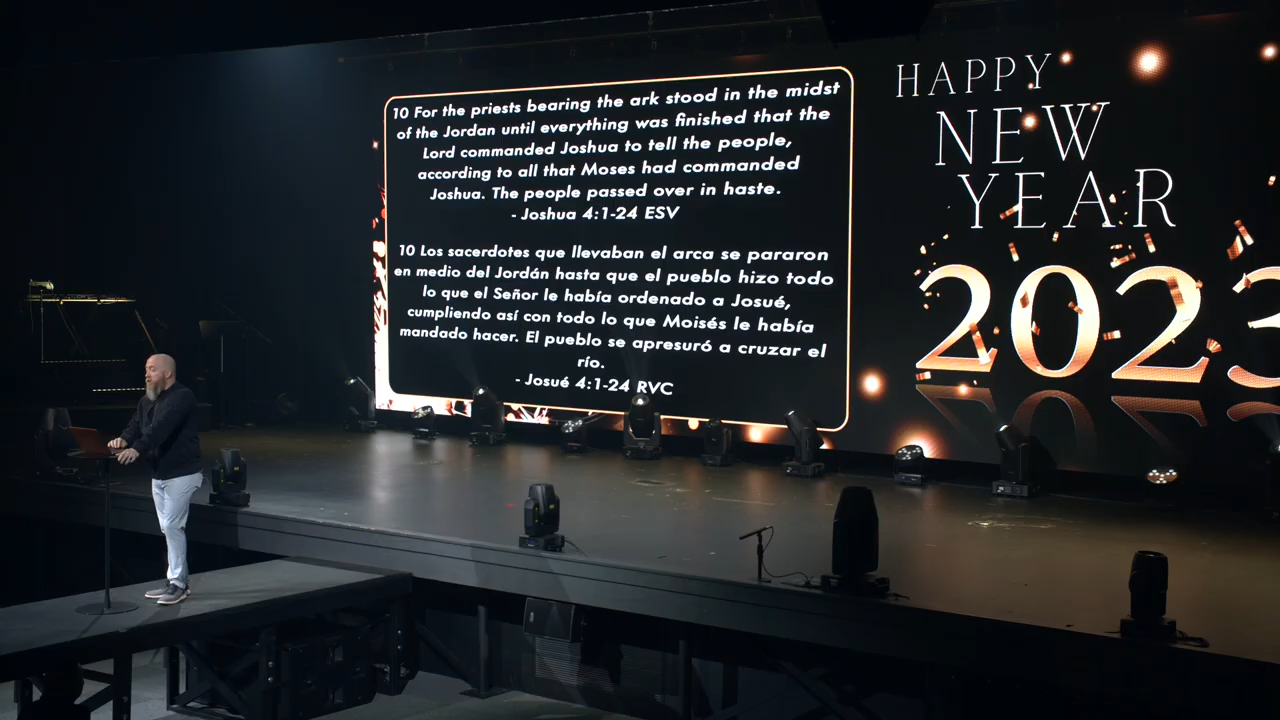 10 For the priests bearing the ark stood in the midst
of the Jordan until everything was finished that the
Lord commanded Joshua to tell the people,
according to all that Moses had commanded
Joshua. The people passed over in haste.
- Joshua 4:1-24 ESV
10 Los sacerdotes que llevaban el arca se pararon
en medio del Jordán hasta que el pueblo hizo todo
lo que el Señor le había ordenado a Josué,
cumpliendo así con todo lo que Moisés le había
mandado hacer. El pueblo se apresuró a cruzar el
río.
- Josué 4:1-24 RVC
HAPPY
NEW
YEAR
2023